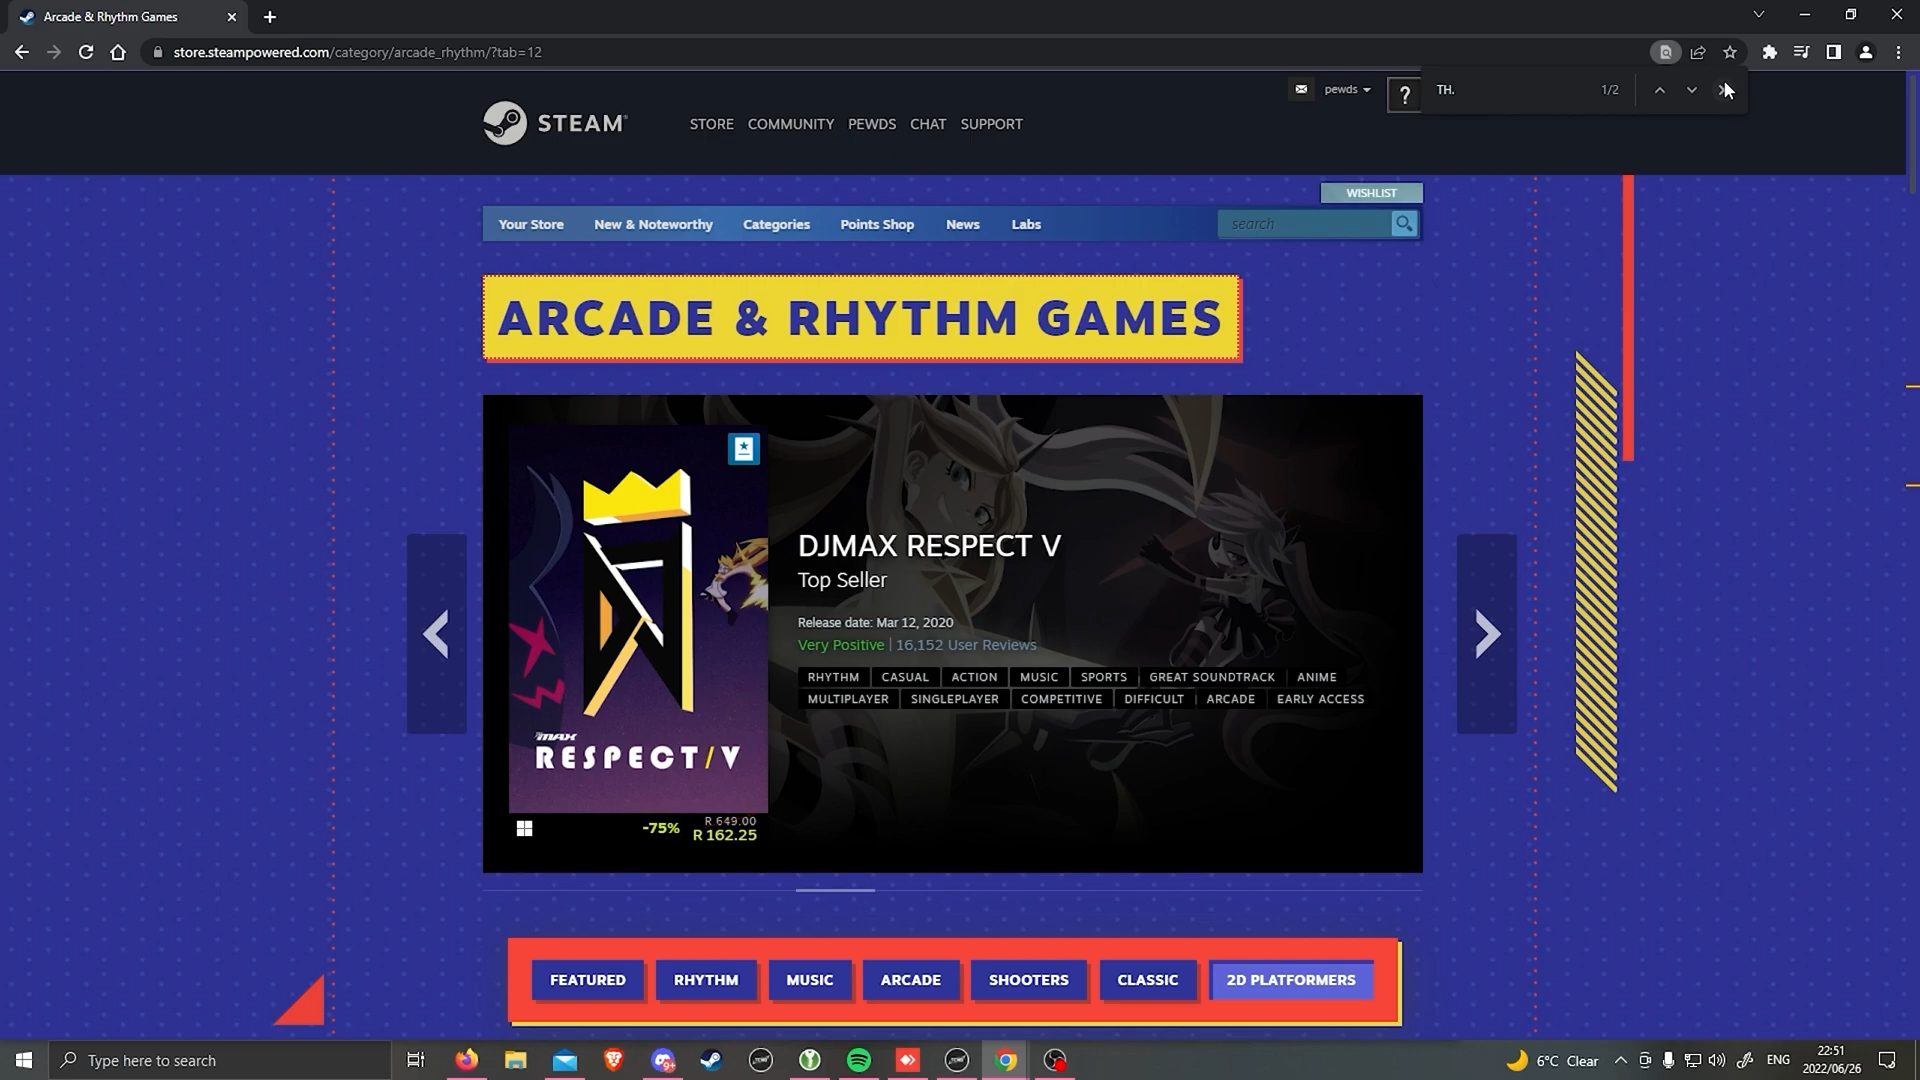 Arcade & Rhythm Games
store.steampowered.com/category/arcade_rhythm/?tab=12
TH.
1/2
pewds
?
STEAM
STORE COMMUNITY PEWDS CHAT SUPPORT
WISHLIST
Your Store New & Noteworthy Categories Points Shop News Labs
search
ARCADE & RHYTHM GAMES
DJMAX RESPECT V
Top Seller
Release date: Mar 12, 2020
Very Positive | 16,152 User Reviews
RHYTHM CASUAL ACTION MUSIC SPORTS GREAT SOUNDTRACK ANIME
MULTIPLAYER SINGLEPLAYER COMPETITIVE DIFFICULT ARCADE EARLY ACCESS
DJMAX
RESPECT/V
-75%
R 649.00
R 162.25
FEATURED RHYTHM MUSIC ARCADE SHOOTERS CLASSIC 2D PLATFORMERS
Type here to search
9+
6°C Clear
ENG
22:51
2022/06/26